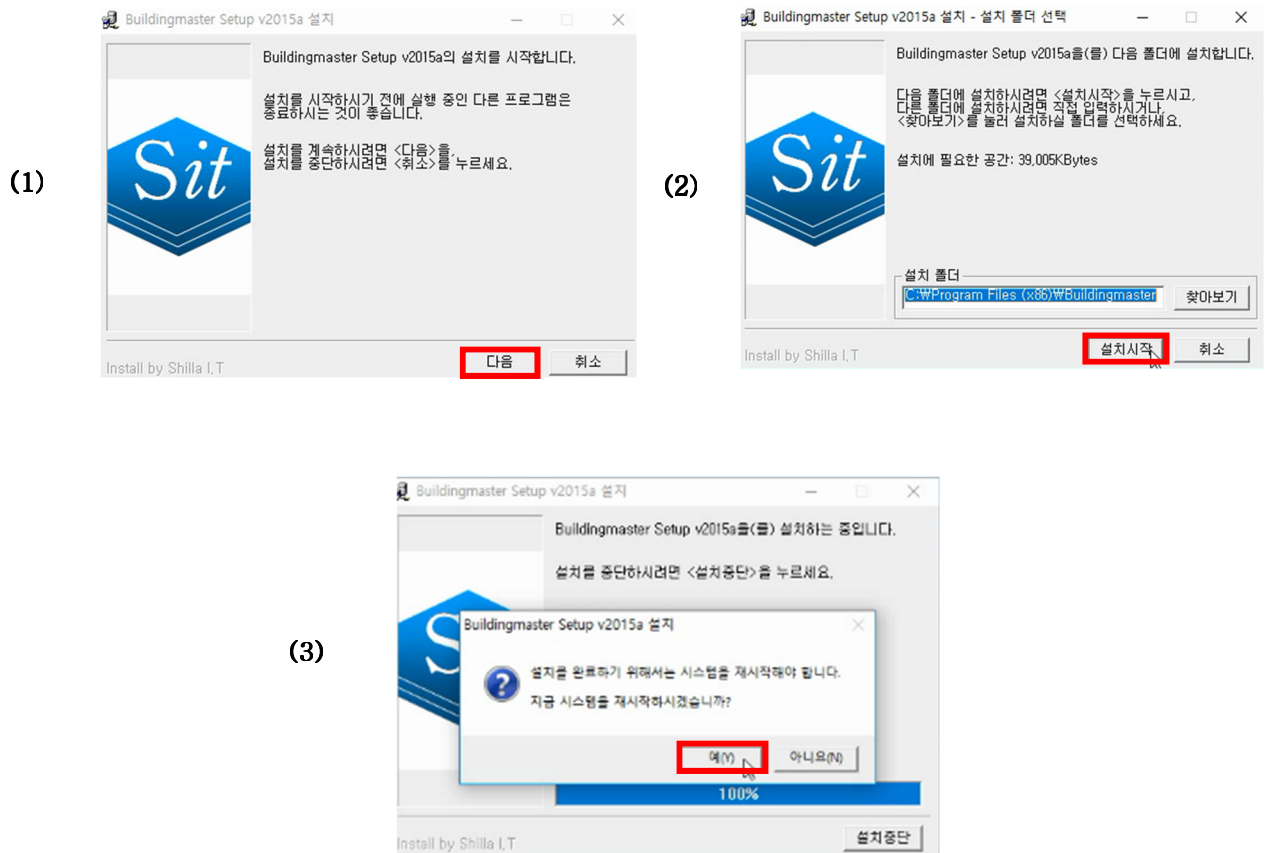 (1)
Buildingmaster Setup v2015a 설치
Sit
Buildingmaster Setup v2015a의 설치를 시작합니다.
설치를 시작하시기 전에 실행 중인 다른 프로그램은
종료하시는 것이 좋습니다.
설치를 계속하시려면 <다음>을,
설치를 중단하시려면 <취소>를 누르세요.
Install by Shilla I.T
다음
취소
(2)
Buildingmaster Setup v2015a 설치 - 설치 폴더 선택
Sit
Buildingmaster Setup v2015a을(를) 다음 폴더에 설치합니다.
다음 폴더에 설치하시려면 <설치시작>을 누르시고,
다른 폴더에 설치하시려면 직접 입력하시거나,
<찾아보기>를 눌러 설치하실 폴더를 선택하세요.
설치에 필요한 공간: 39,005KBytes
설치 폴더
C:₩Program Files (x86)₩Buildingmaster
찾아보기
Install by Shilla I.T
설치시작
취소
(3)
Buildingmaster Setup v2015a 설치
S
Buildingmaster Setup v2015a을(를) 설치하는 중입니다.
설치를 중단하시려면 <설치중단>을 누르세요.
Buildingmaster Setup v2015a 설치
설치를 완료하기 위해서는 시스템을 재시작해야 합니다.
지금 시스템을 재시작하시겠습니까?
예(Y)
아니요(N)
100%
Install by Shilla I.T
설치중단